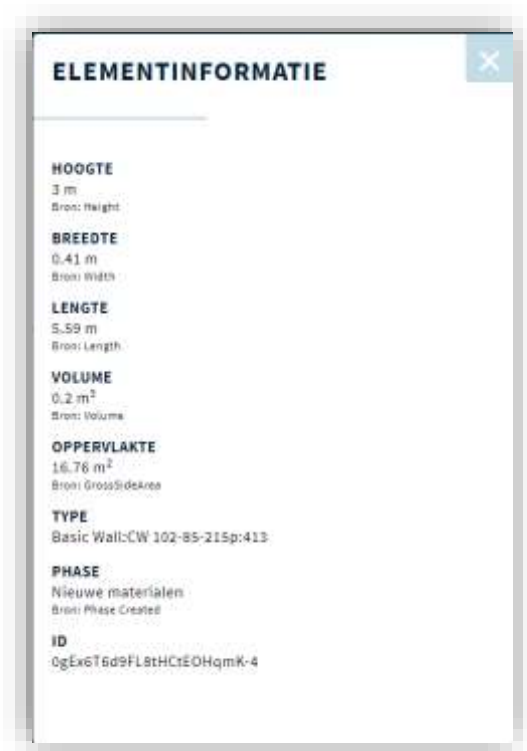 ELEMENTINFORMATIE
HOOGTE
3 m
Bron: Height
BREEDTE
0.41 m
Bron: Width
LENGTE
5.59 m
Bron: Length
VOLUME
0.2 m³
Bron: Volume
OPPERVLAKTE
16.76 m²
Bron: GrossSideArea
TYPE
Basic Wall:CW 102-85-215p:413
PHASE
Nieuwe materialen
Bron: Phase Created
ID
0gEx6T6d9FL8tHCtEOHqmK-4